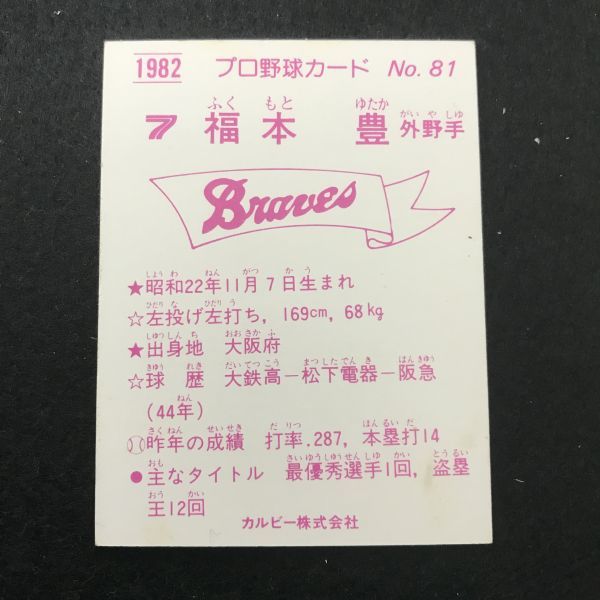 1982 プロ野球カード No. 81
ふく もと ゆたか がいやしゅ
7 福本 豊 外野手
Braves
しょうわ ねん がつ か う
★昭和22年11月7日生まれ
ひだりな ひだりう
☆左投げ左打ち, 169cm, 68kg
しゅっしんち おおさかふ
★出身地 大阪府
きゅう れき だいてつこう まつしたでんき はんきゅう
☆球 歴 大鉄高−松下電器−阪急
ねん
(44年)
さくねん せいせき だりつ ほんるいだ
昨年の成績 打率.287, 本塁打14
おも さいゆうしゅうせんしゅ かい とうるい
●主なタイトル 最優秀選手1回, 盗塁
おう かい
王12回
カルビー株式会社